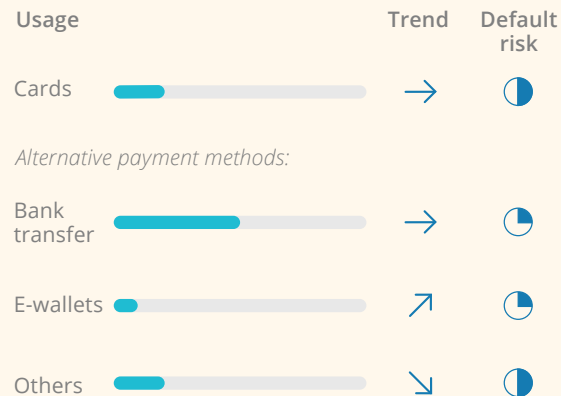 Usage Trend Default
risk
Cards
Alternative payment methods:
Bank
transfer
E-wallets
Others